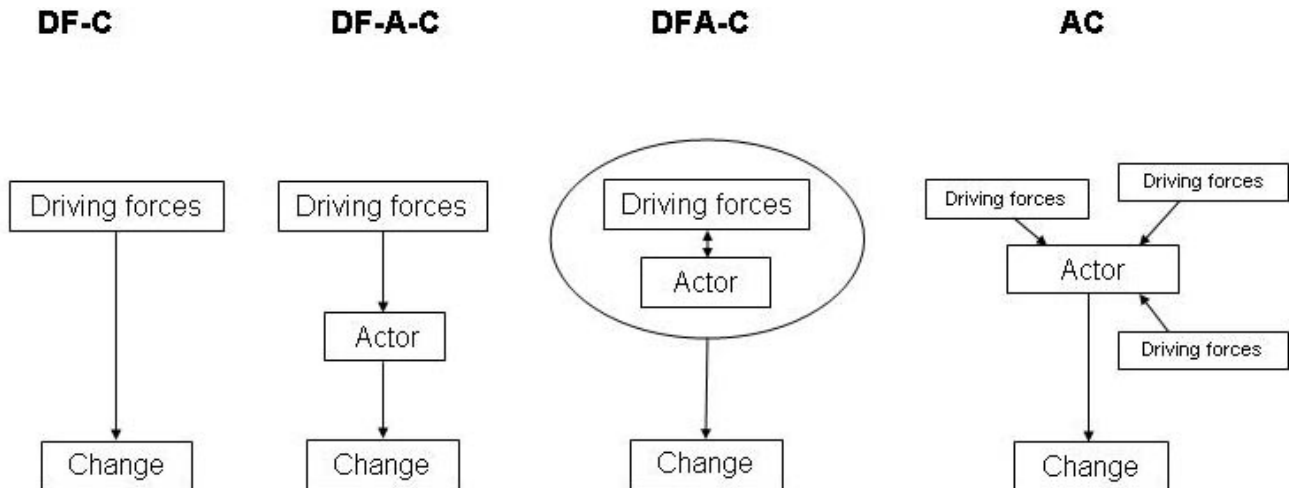 DF-C
DF-A-C
DFA-C
AC
Driving forces
Change
Driving forces
Actor
Change
Driving forces
Actor
Change
Driving forces
Driving forces
Actor
Driving forces
Change